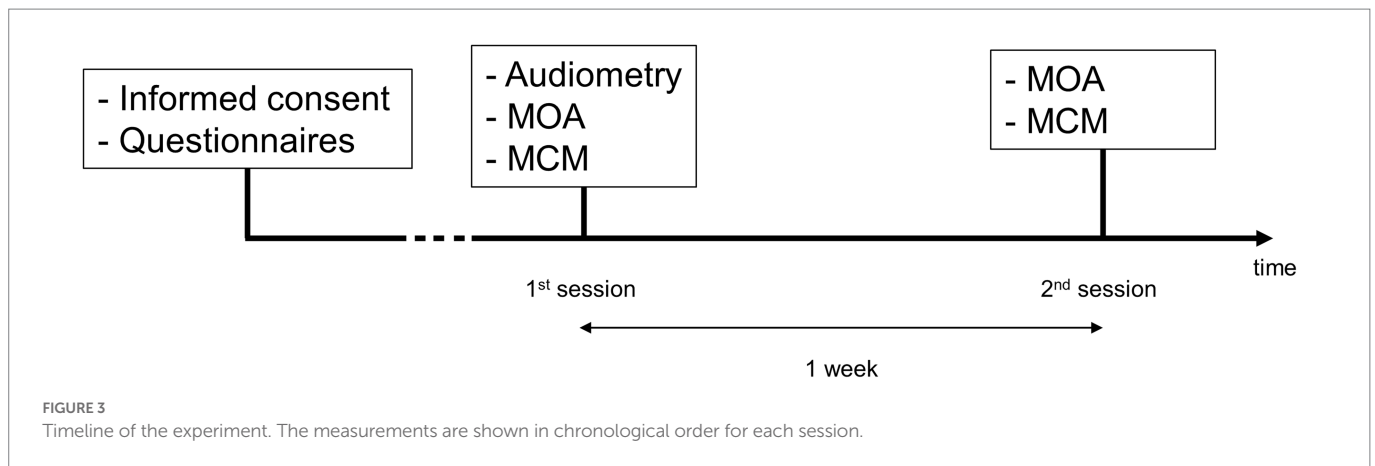 - Informed consent
- Questionnaires
- Audiometry
- MOA
- MCM
- MOA
- MCM
time
1st session
2nd session
1 week
FIGURE 3
Timeline of the experiment. The measurements are shown in chronological order for each session.